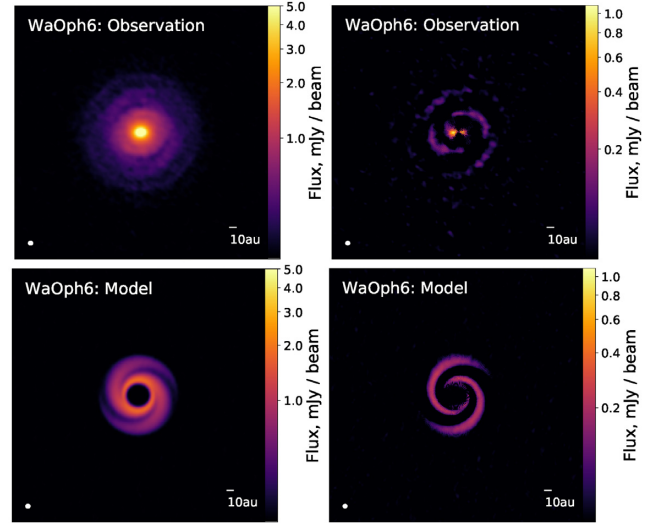 WaOph6: Observation
10au
5.0
4.0
3.0
2.0
1.0
Flux, mJy / beam
WaOph6: Observation
10au
1.0
0.8
0.6
0.4
0.2
Flux, mJy / beam
WaOph6: Model
10au
5.0
4.0
3.0
2.0
1.0
Flux, mJy / beam
WaOph6: Model
10au
1.0
0.8
0.6
0.4
0.2
Flux, mJy / beam